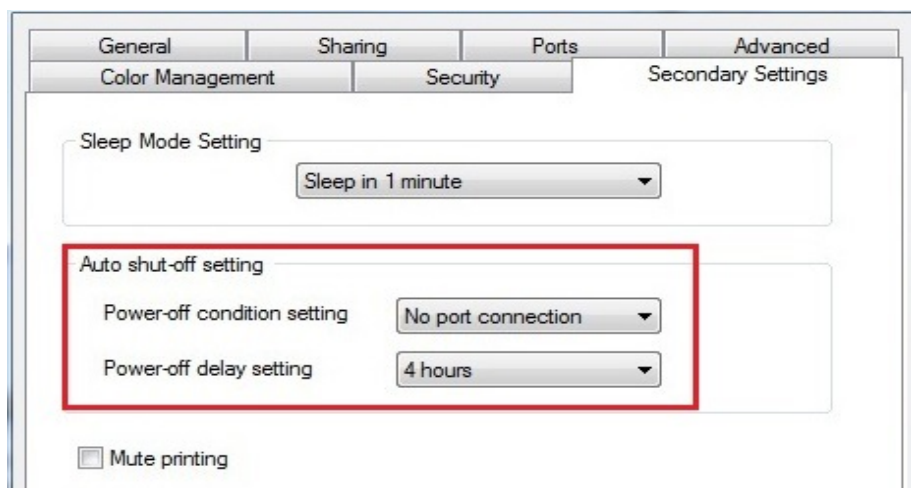 General Sharing Ports Advanced
Color Management Security Secondary Settings
Sleep Mode Setting
Sleep in 1 minute
Auto shut-off setting
Power-off condition setting No port connection
Power-off delay setting 4 hours
Mute printing